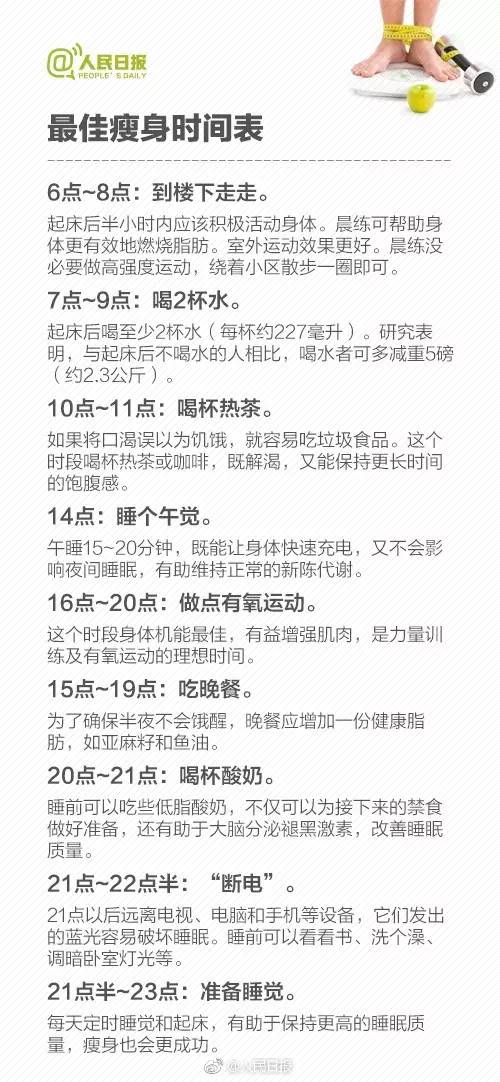 @人民日报
PEOPLE'S DAILY
最佳瘦身时间表
6点~8点：到楼下走走。
起床后半小时内应该积极活动身体。晨练可帮助身
体更有效地燃烧脂肪。室外运动效果更好。晨练没
必要做高强度运动，绕着小区散步一圈即可。
7点~9点：喝2杯水。
起床后喝至少2杯水（每杯约227毫升）。研究表
明，与起床后不喝水的人相比，喝水者可多减重5磅
（约2.3公斤）。
10点~11点：喝杯热茶。
如果将口渴误以为饥饿，就容易吃垃圾食品。这个
时段喝杯热茶或咖啡，既解渴，又能保持更长时间
的饱腹感。
14点：睡个午觉。
午睡15~20分钟，既能让身体快速充电，又不会影
响夜间睡眠，有助维持正常的新陈代谢。
16点~20点：做点有氧运动。
这个时段身体机能最佳，有益增强肌肉，是力量训
练及有氧运动的理想时间。
15点~19点：吃晚餐。
为了确保半夜不会饿醒，晚餐应增加一份健康脂
肪，如亚麻籽和鱼油。
20点~21点：喝杯酸奶。
睡前可以吃些低脂酸奶，不仅可以为接下来的禁食
做好准备，还有助于大脑分泌褪黑激素，改善睡眠
质量。
21点~22点半：“断电”。
21点以后远离电视、电脑和手机等设备，它们发出
的蓝光容易破坏睡眠。睡前可以看看书、洗个澡、
调暗卧室灯光等。
21点半~23点：准备睡觉。
每天定时睡觉和起床，有助于保持更高的睡眠质
量，瘦身也会更成功。
@人民日报